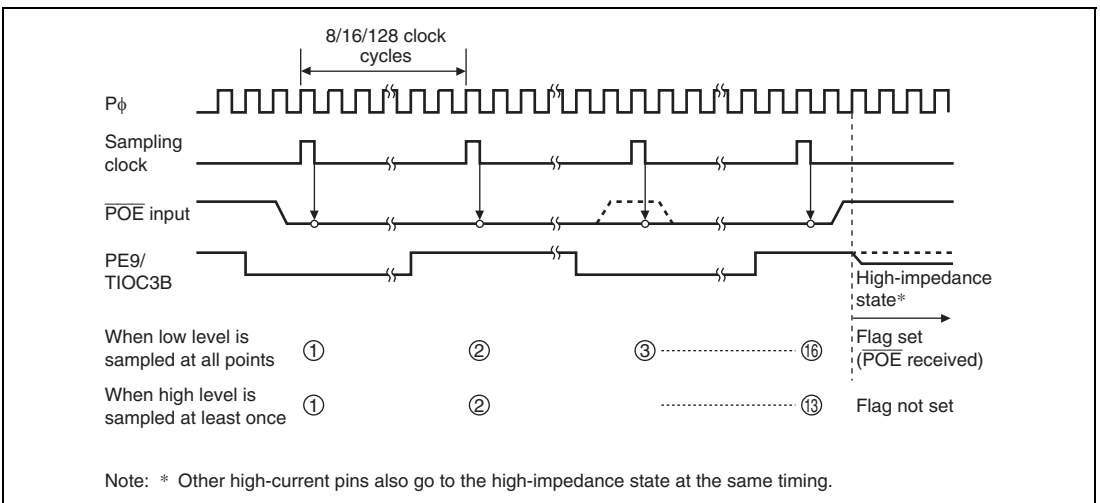 8/16/128 clock
cycles
Pϕ
Sampling
clock
P̅O̅E̅ input
PE9/
TIOC3B
High-impedance
state*
When low level is
sampled at all points
① ② ③ ⑯
Flag set
(P̅O̅E̅ received)
When high level is
sampled at least once
① ② ⑬
Flag not set
Note: * Other high-current pins also go to the high-impedance state at the same timing.